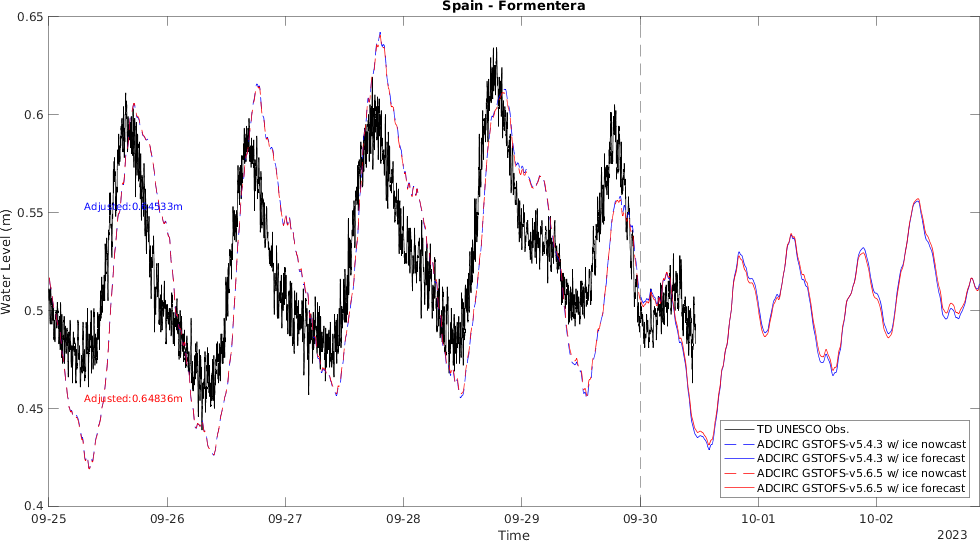 Spain - Formentera
0.65
0.6
0.55
0.5
0.45
0.4
Water Level (m)
Adjusted:0.64533m
Adjusted:0.64836m
TD UNESCO Obs.
ADCIRC GSTOFS-v5.4.3 w/ ice nowcast
ADCIRC GSTOFS-v5.4.3 w/ ice forecast
ADCIRC GSTOFS-v5.6.5 w/ ice nowcast
ADCIRC GSTOFS-v5.6.5 w/ ice forecast
09-25 09-26 09-27 09-28 09-29 09-30 10-01 10-02
Time
2023